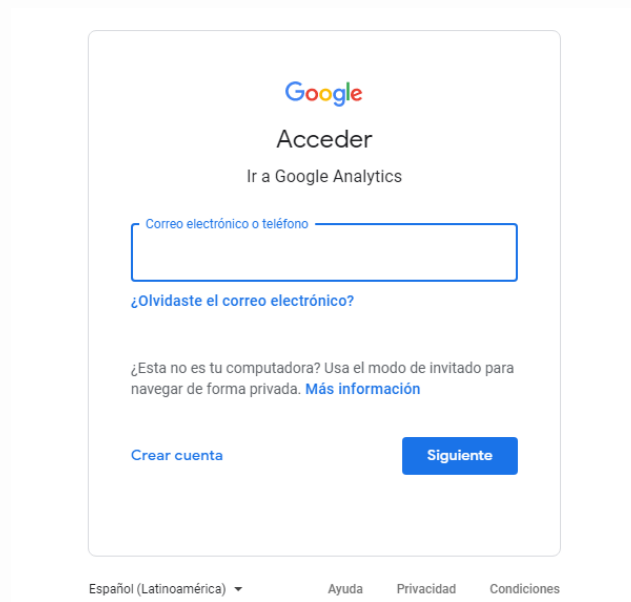 Google
Acceder
Ir a Google Analytics
Correo electrónico o teléfono
¿Olvidaste el correo electrónico?
¿Esta no es tu computadora? Usa el modo de invitado para
navegar de forma privada. Más información
Crear cuenta
Siguiente
Español (Latinoamérica)
Ayuda
Privacidad
Condiciones